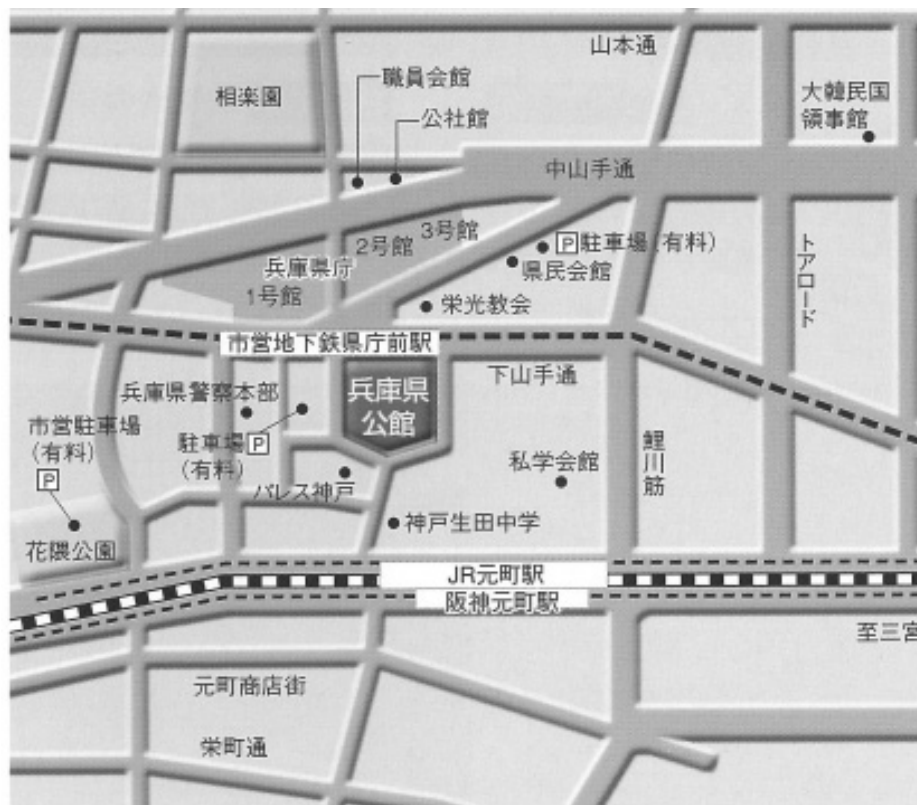 山本通
職員会館
相楽園
公社館
大韓民国
領事館
中山手通
3号館
2号館
P駐車場(有料)
県民会館
兵庫県庁
1号館
栄光教会
トアロード
市営地下鉄県庁前駅
下山手通
兵庫県
公館
兵庫県警察本部
市営駐車場
(有料)
P
駐車場P
(有料)
鯉川筋
私学会館
パレス神戸
神戸生田中学
花隈公園
JR元町駅
阪神元町駅
至三宮
元町商店街
栄町通